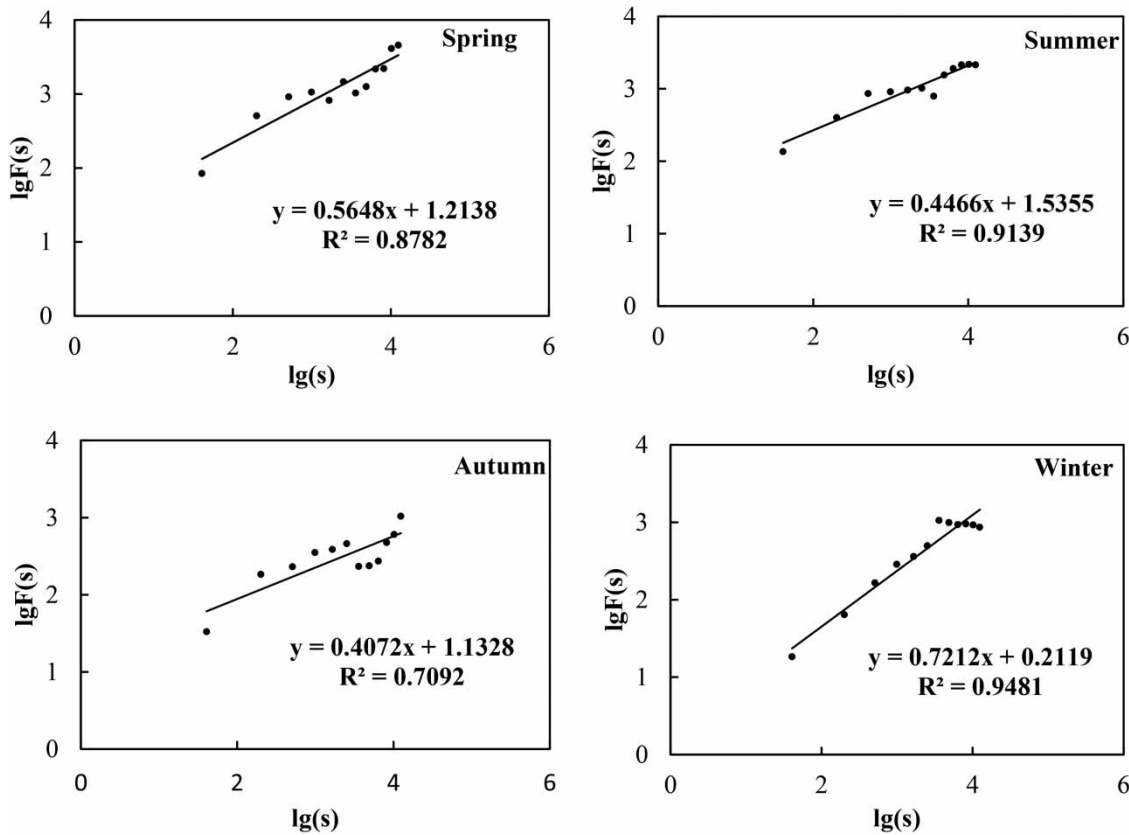 Spring
4
3
2
1
0
lgF(s)
y = 0.5648x + 1.2138
R² = 0.8782
2
4
6
lg(s)
Summer
4
3
2
1
0
lgF(s)
y = 0.4466x + 1.5355
R² = 0.9139
0
2
4
6
lg(s)
Autumn
4
3
2
1
0
lgF(s)
y = 0.4072x + 1.1328
R² = 0.7092
0
2
4
6
lg(s)
Winter
4
3
2
1
0
lgF(s)
y = 0.7212x + 0.2119
R² = 0.9481
0
2
4
6
lg(s)